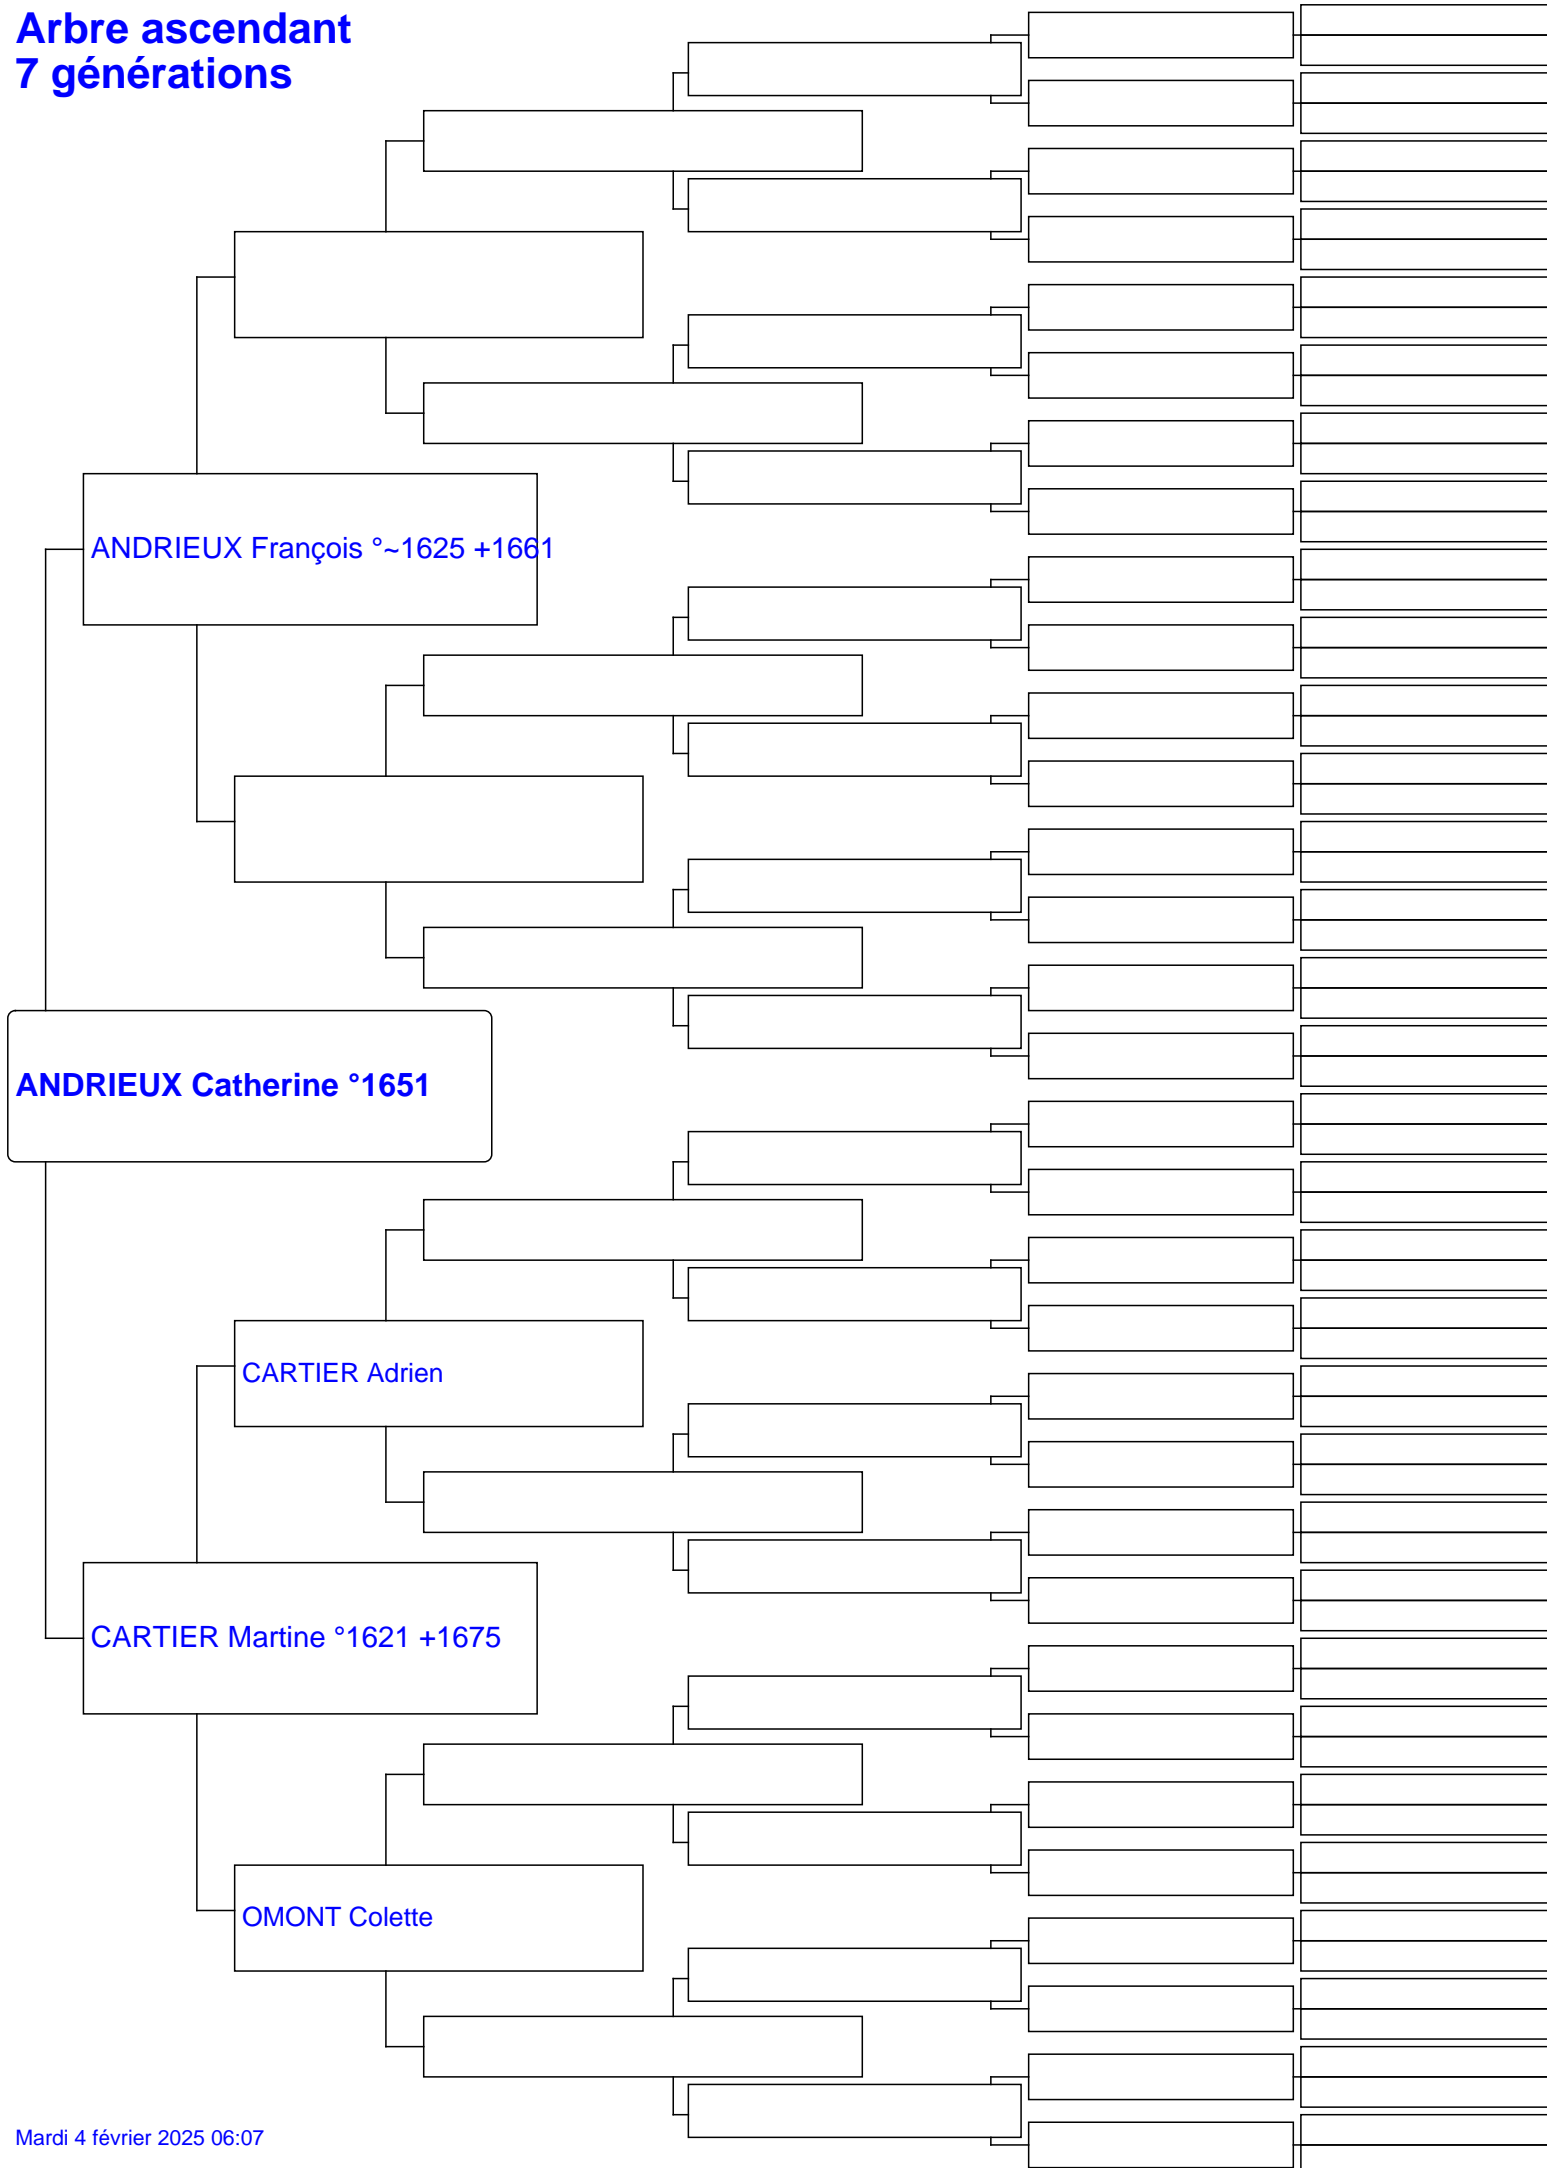 Arbre ascendant
7 générations
ANDRIEUX François °~1625 +1661
ANDRIEUX Catherine °1651
CARTIER Adrien
CARTIER Martine °1621 +1675
OMONT Colette
Mardi 4 février 2025 06:07